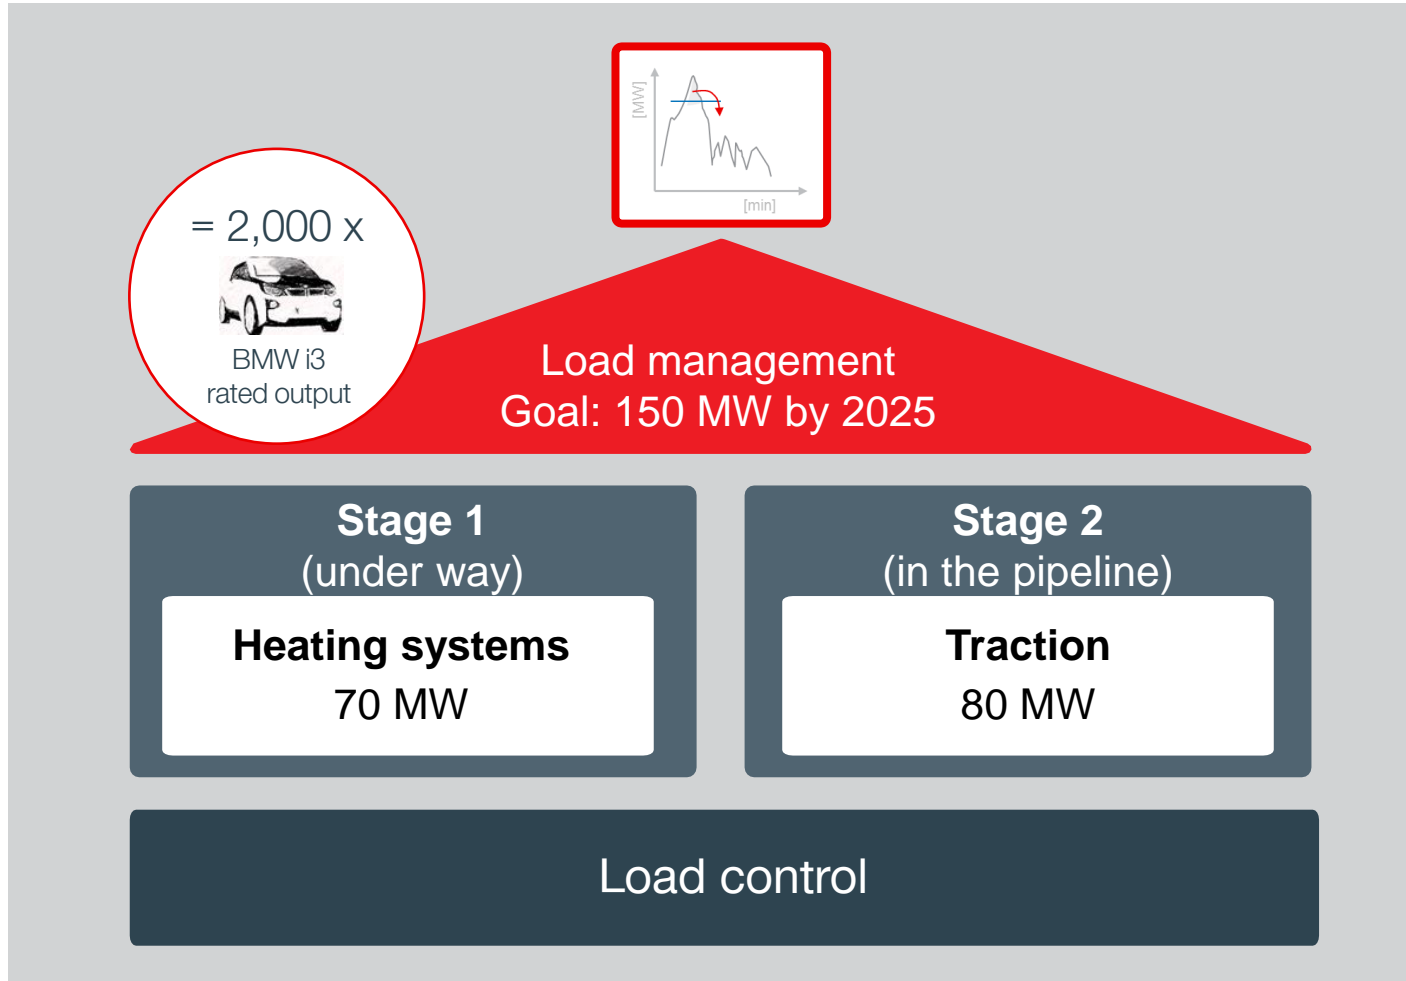 [MW]
[min]
= 2,000 x
BMW i3
rated output
Load management
Goal: 150 MW by 2025
Stage 1
(under way)
Heating systems
70 MW
Stage 2
(in the pipeline)
Traction
80 MW
Load control